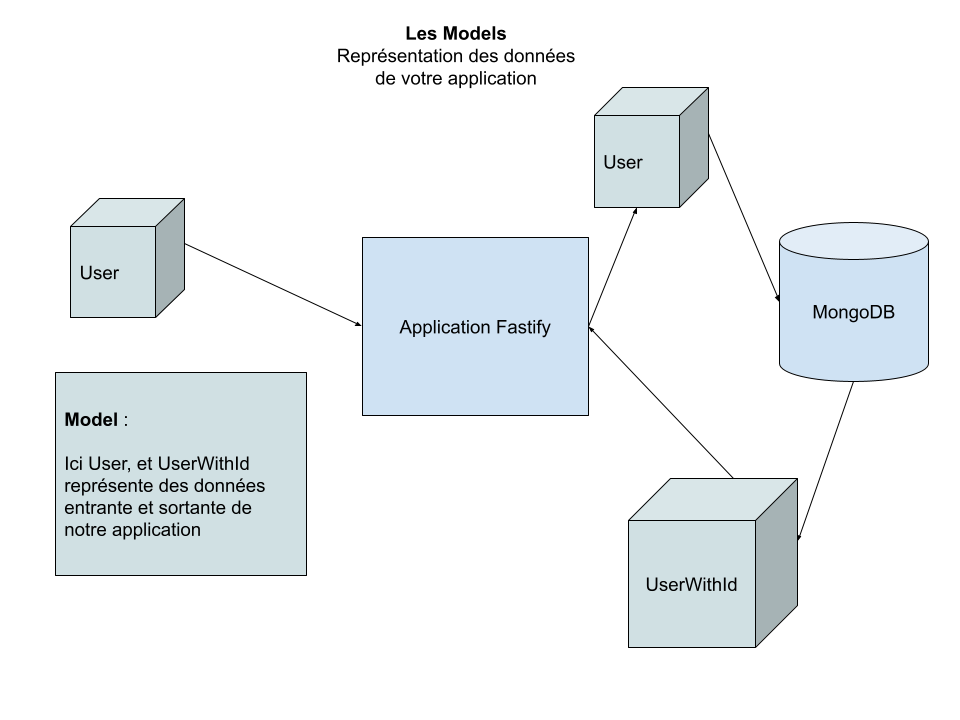 Les Models
Représentation des données
de votre application
User
User
Application Fastify
MongoDB
Model :
Ici User, et UserWithId
représente des données
entrante et sortante de
notre application
UserWithId